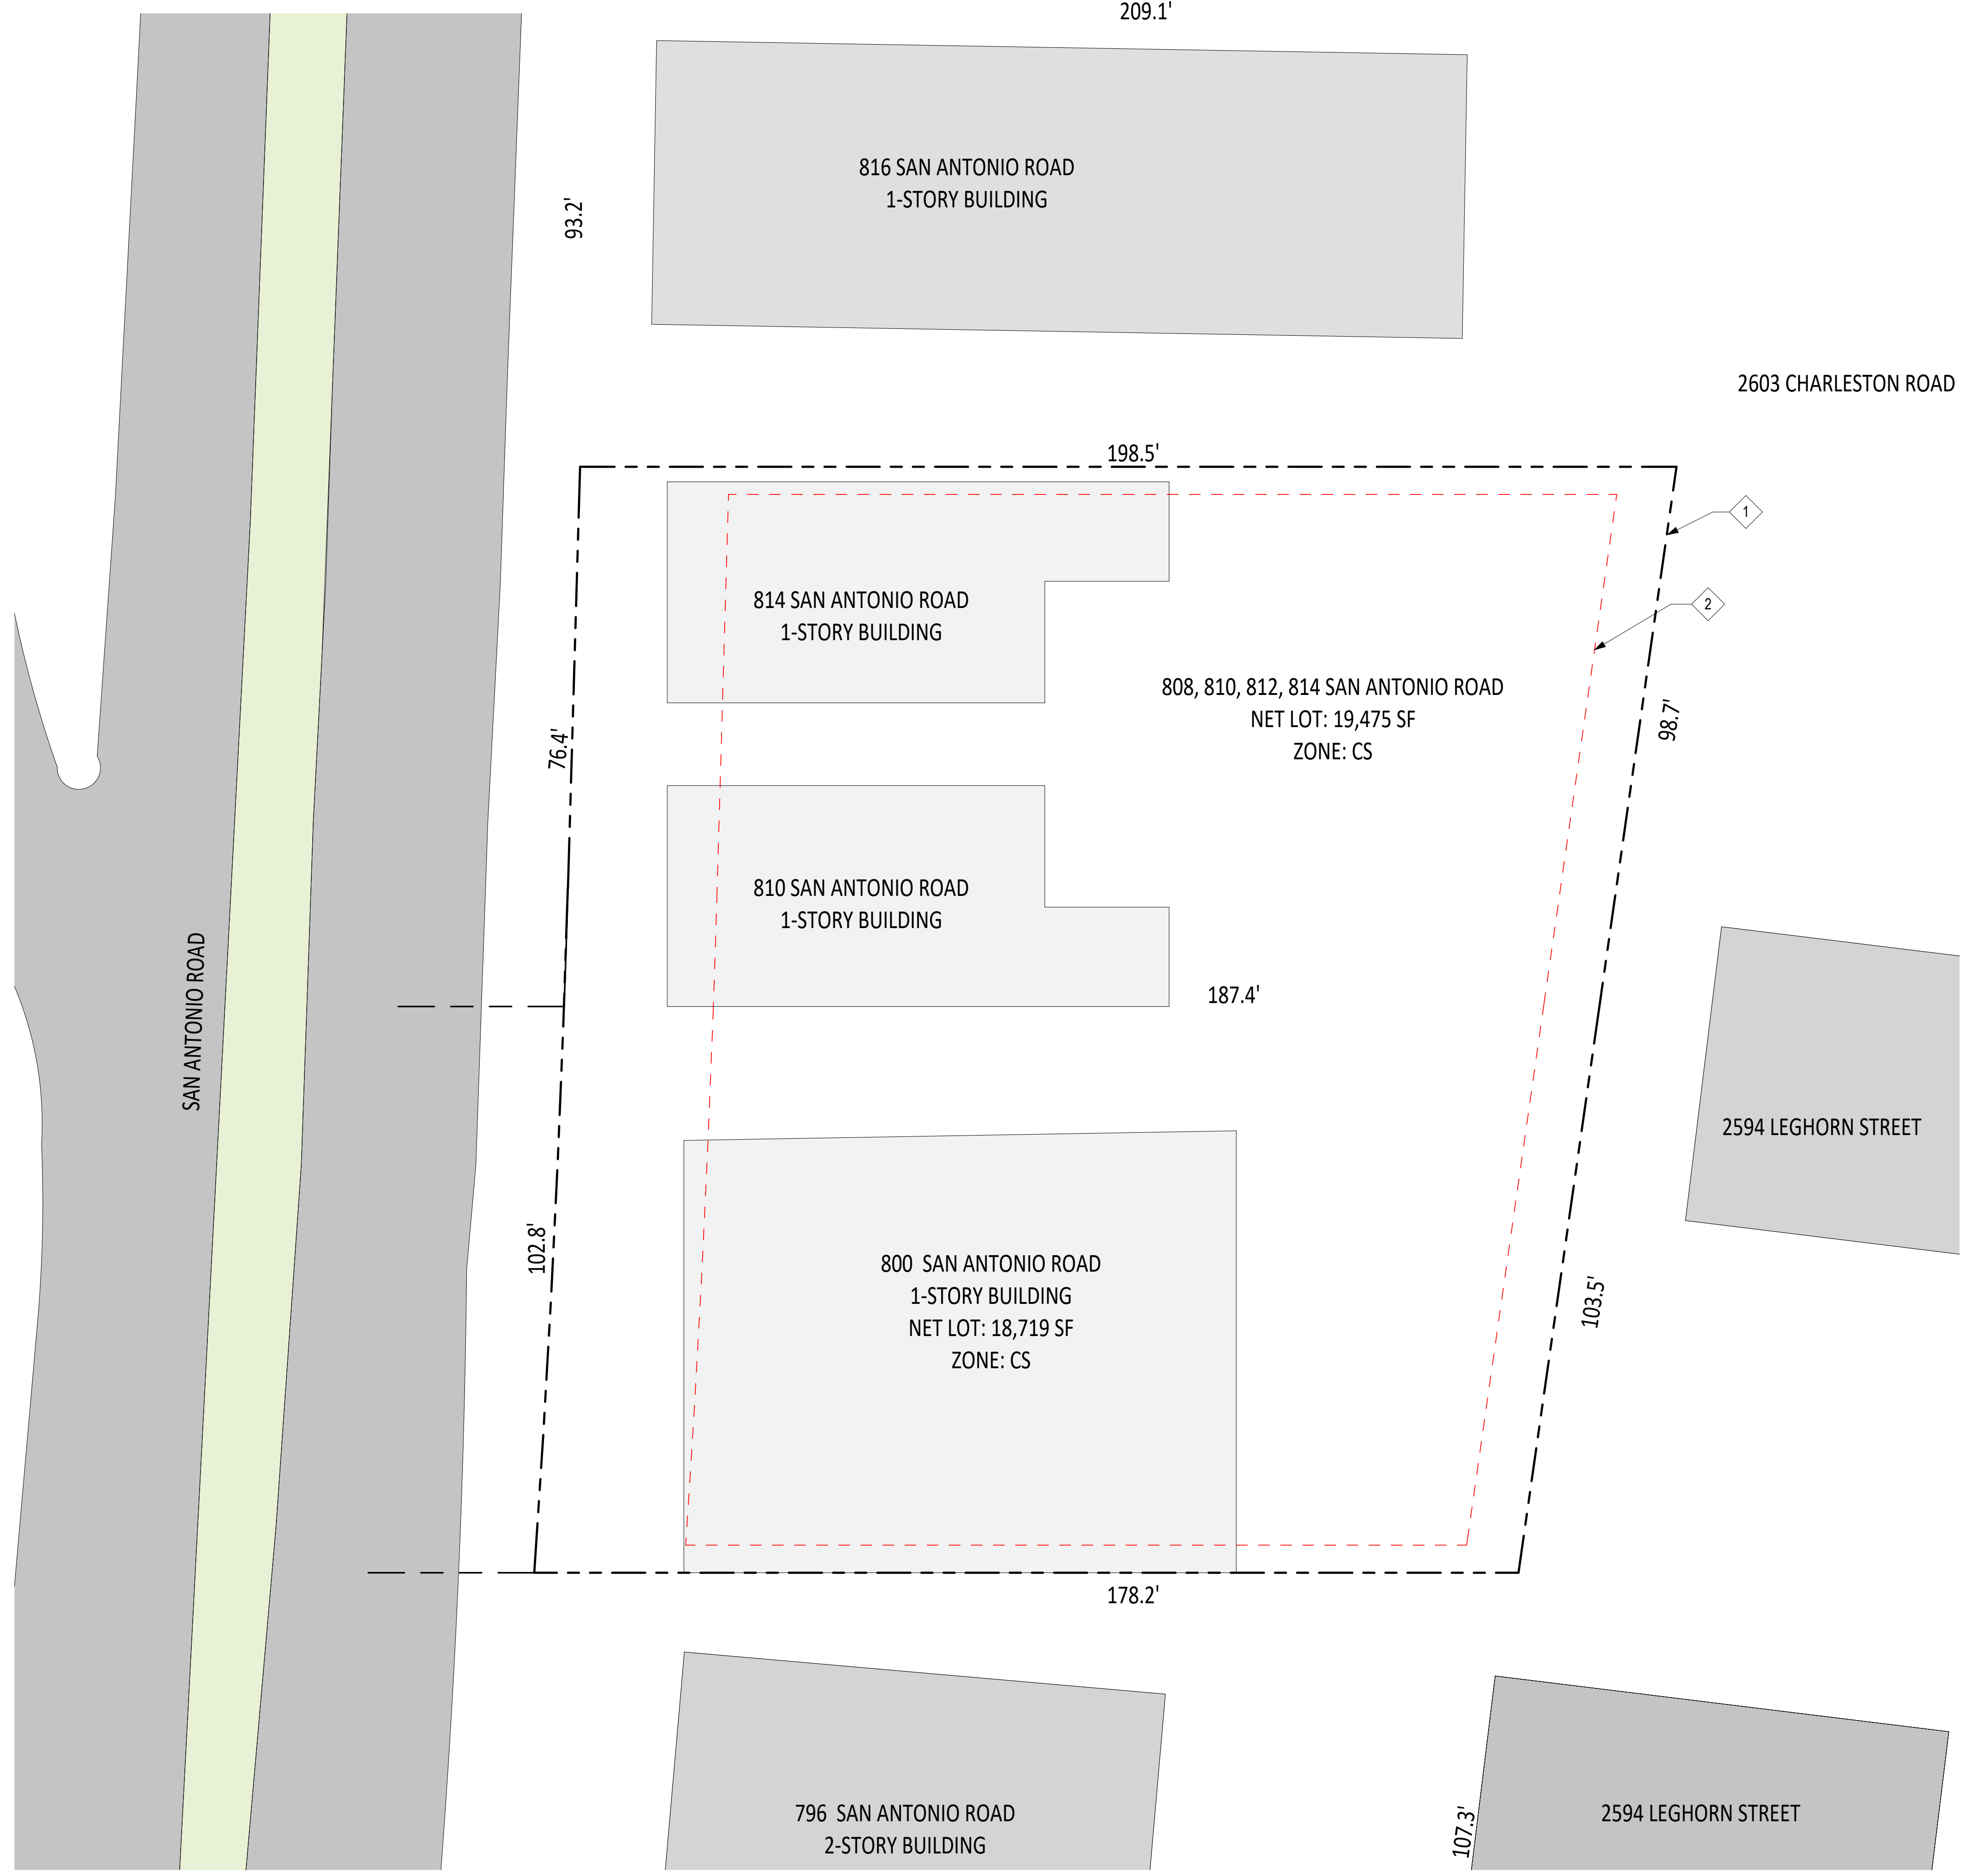 209.1'
816 SAN ANTONIO ROAD
1-STORY BUILDING
93.2'
2603 CHARLESTON ROAD
198.5'
1
2
814 SAN ANTONIO ROAD
1-STORY BUILDING
808, 810, 812, 814 SAN ANTONIO ROAD
NET LOT: 19,475 SF
ZONE: CS
98.7'
76.4'
810 SAN ANTONIO ROAD
1-STORY BUILDING
187.4'
SAN ANTONIO ROAD
2594 LEGHORN STREET
102.8'
800 SAN ANTONIO ROAD
1-STORY BUILDING
NET LOT: 18,719 SF
ZONE: CS
103.5'
178.2'
796 SAN ANTONIO ROAD
2-STORY BUILDING
107.3'
2594 LEGHORN STREET